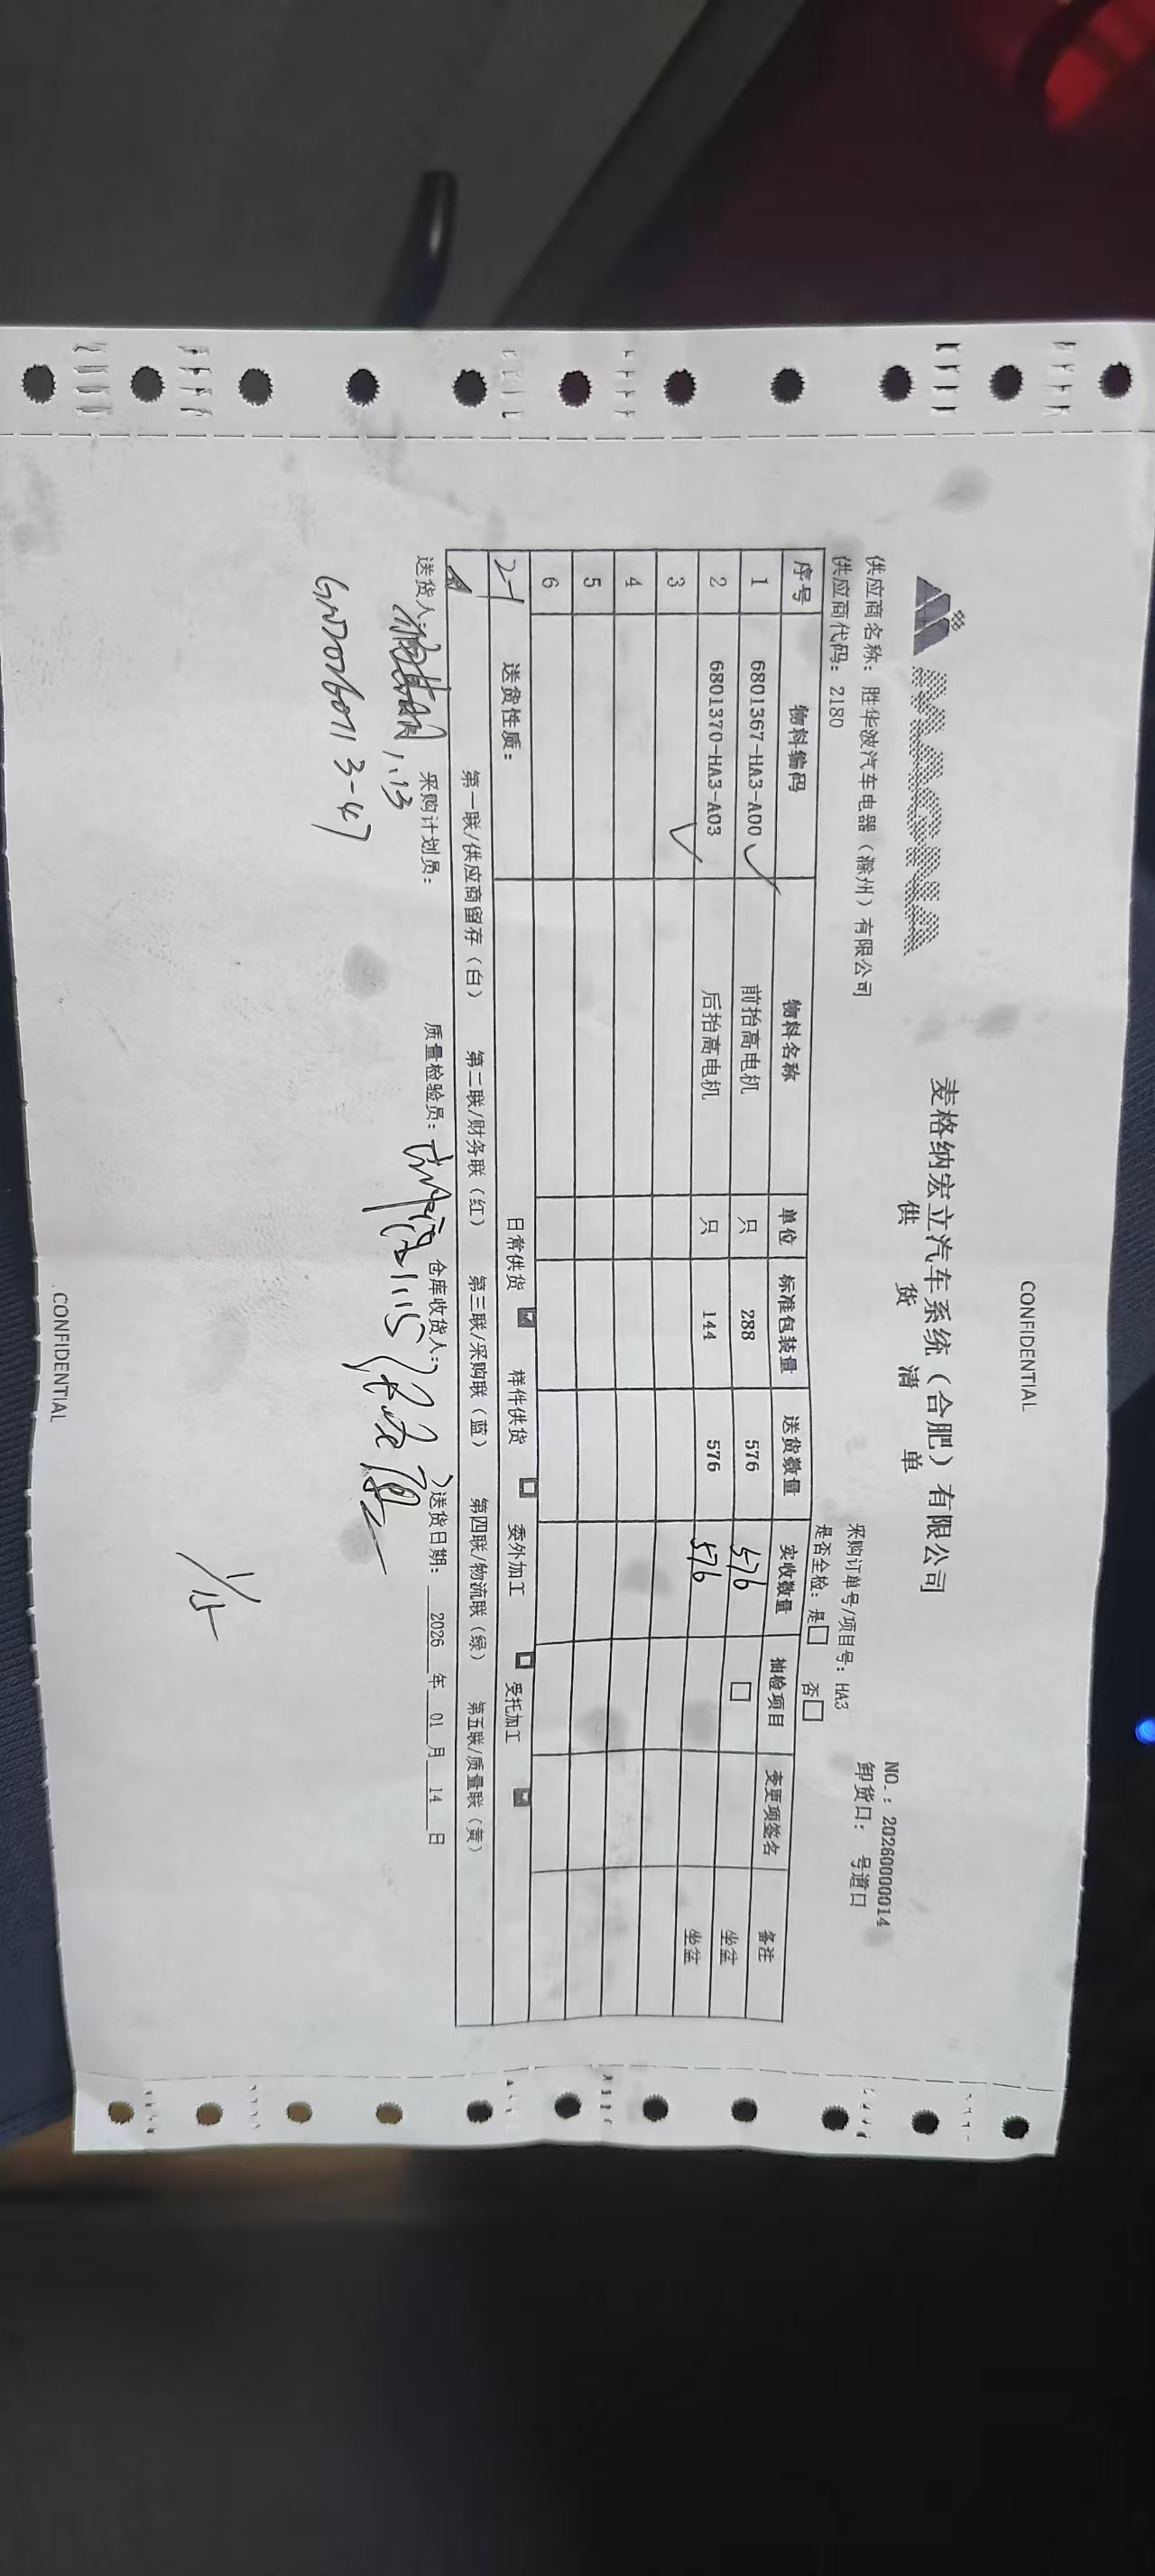 CONFIDENTIAL
MAGNA
麦格纳宏立汽车系统（合肥）有限公司
供 货 清 单
NO.：20260000014
供应商名称：胜华波汽车电器（滁州）有限公司
采购订单号/项目号：HA3
卸货口： 号道口
供应商代码：2180
是否全检：是□ 否□
序号 物料编码 物料名称 单位 标准包装量 送货数量 实收数量 抽检项目 变更项签名 备注
1 6801367-HA3-A00 前抬高电机 只 288 576 576 □ 坐盆
2 6801370-HA3-A03 后抬高电机 只 144 576 576 坐盆
3
4
5
6
送货性质： 日常供货 样件供货 □ 委外加工 □ 受托加工
第一联/供应商留存（白） 第二联/财务联（红） 第三联/采购联（蓝） 第四联/物流联（绿） 第五联/质量联（黄）
送货人： 1.13 采购计划员： 质量检验员： 1.15 仓库收货人： 送货日期： 2026 年 01 月 14 日
1/15
CONFIDENTIAL